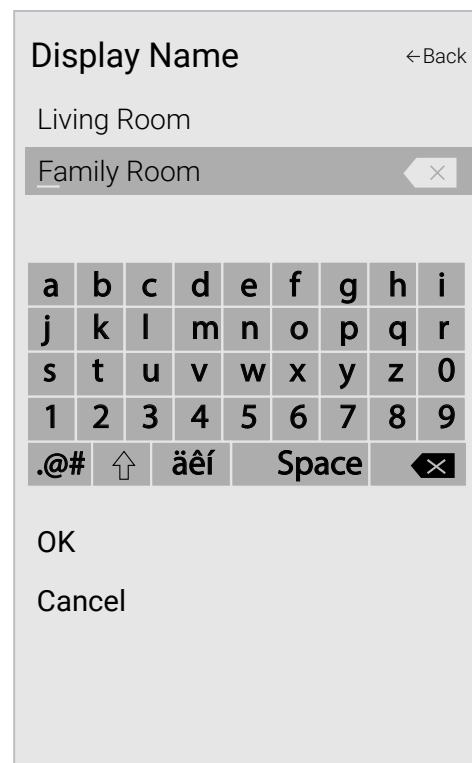 Display Name ←Back
Living Room
Family Room
a b c d e f g h i
j k l m n o p q r
s t u v w x y z 0
1 2 3 4 5 6 7 8 9
.@# äêí Space
OK
Cancel